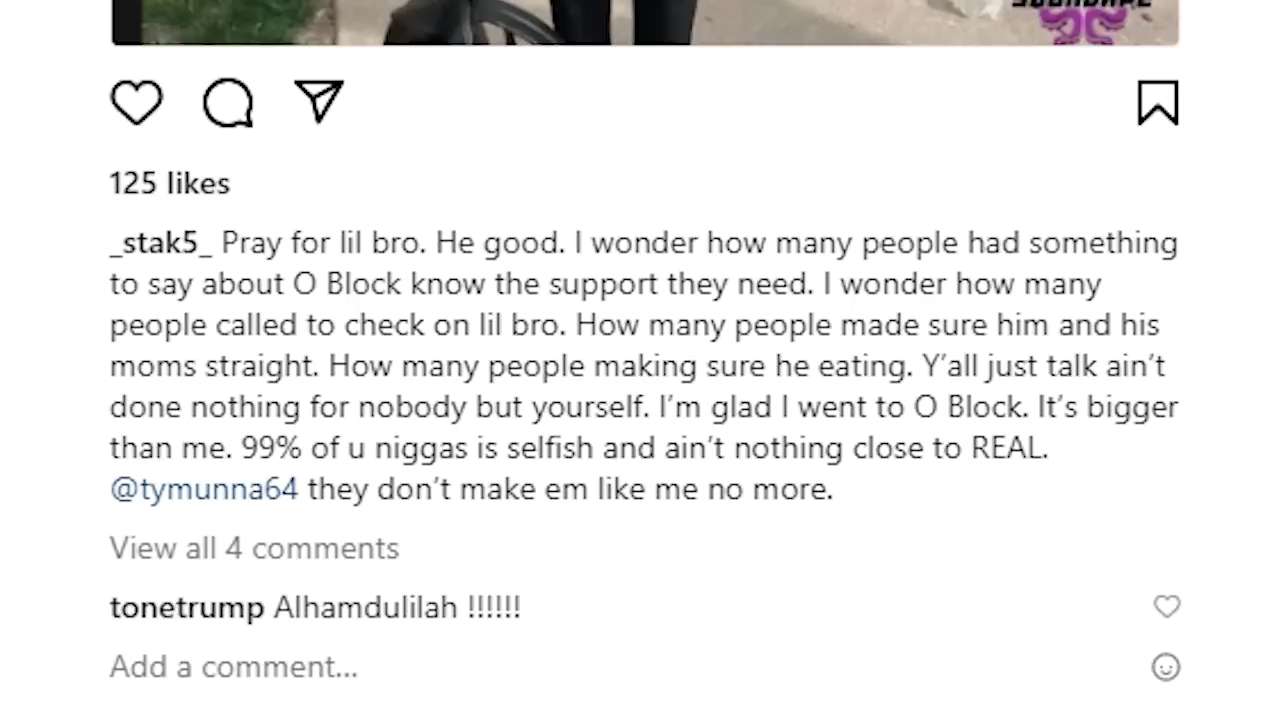 125 likes
_stak5_ Pray for lil bro. He good. I wonder how many people had something
to say about O Block know the support they need. I wonder how many
people called to check on lil bro. How many people made sure him and his
moms straight. How many people making sure he eating. Y’all just talk ain’t
done nothing for nobody but yourself. I’m glad I went to O Block. It’s bigger
than me. 99% of u niggas is selfish and ain’t nothing close to REAL.
@tymunna64 they don’t make em like me no more.
View all 4 comments
tonetrump Alhamdulilah !!!!!!
Add a comment...